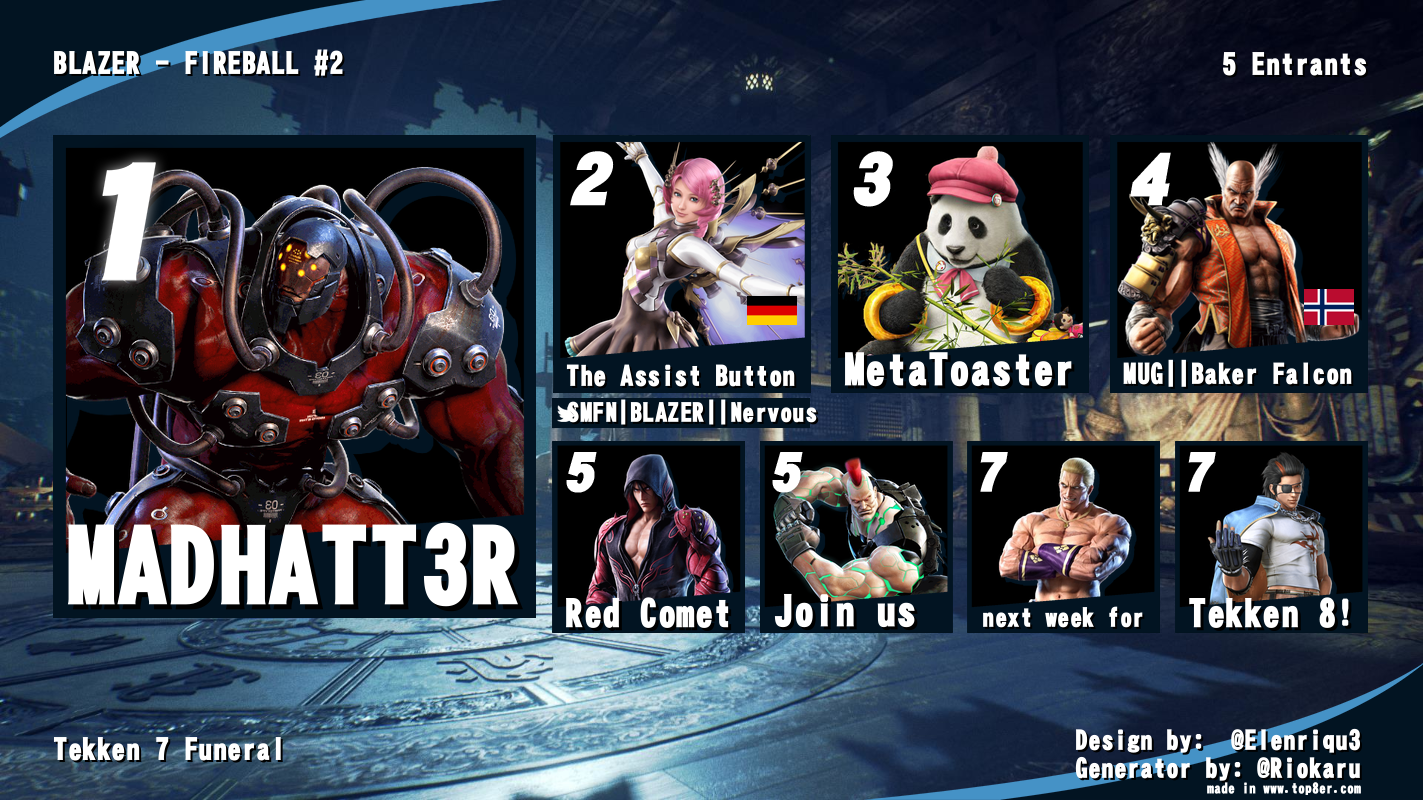 BLAZER - FIREBALL #2
5 Entrants
1
MADHATT3R
2
The Assist Button
SMFN|BLAZER||Nervous
3
MetaToaster
4
MUG||Baker Falcon
5
Red Comet
5
Join us
7
next week for
7
Tekken 8!
Tekken 7 Funeral
Design by: @Elenriqu3
Generator by: @Riokaru
made in www.top8er.com